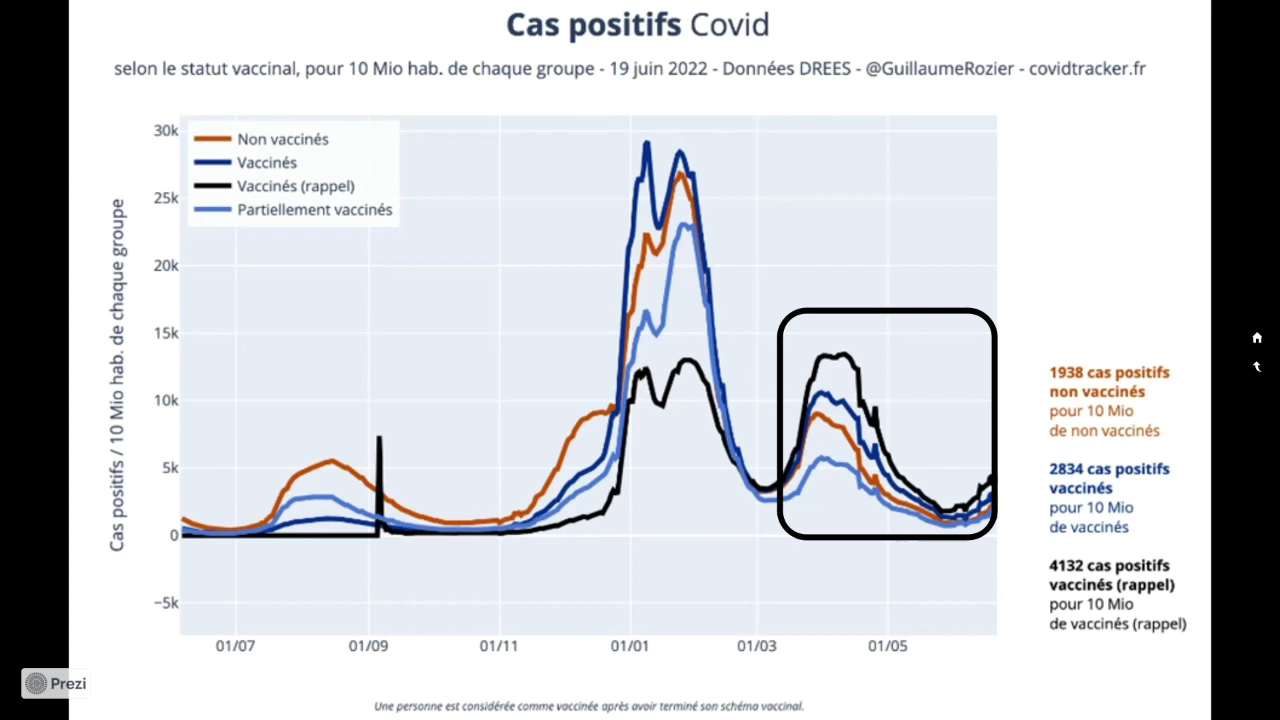 Cas positifs Covid
selon le statut vaccinal, pour 10 Mio hab. de chaque groupe - 19 juin 2022 - Données DREES - @GuillaumeRozier - covidtracker.fr
Cas positifs / 10 Mio hab. de chaque groupe
30k
25k
20k
15k
10k
5k
0
−5k
Non vaccinés
Vaccinés
Vaccinés (rappel)
Partiellement vaccinés
01/07
01/09
01/11
01/01
01/03
01/05
1938 cas positifs
non vaccinés
pour 10 Mio
de non vaccinés
2834 cas positifs
vaccinés
pour 10 Mio
de vaccinés
4132 cas positifs
vaccinés (rappel)
pour 10 Mio
de vaccinés (rappel)
Prezi
Une personne est considérée comme vaccinée après avoir terminé son schéma vaccinal.